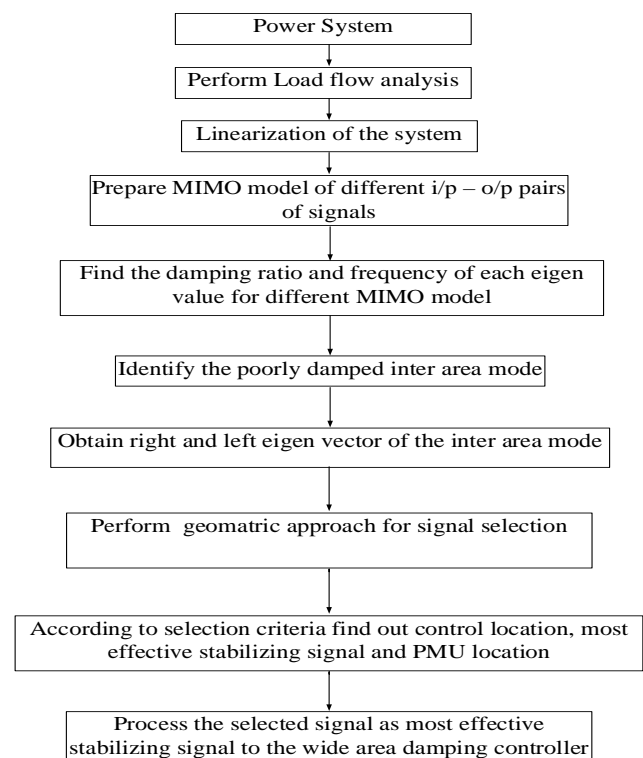 Power System
Perform Load flow analysis
Linearization of the system
Prepare MIMO model of different i/p – o/p pairs
of signals
Find the damping ratio and frequency of each eigen
value for different MIMO model
Identify the poorly damped inter area mode
Obtain right and left eigen vector of the inter area mode
Perform geomatric approach for signal selection
According to selection criteria find out control location, most
effective stabilizing signal and PMU location
Process the selected signal as most effective
stabilizing signal to the wide area damping controller